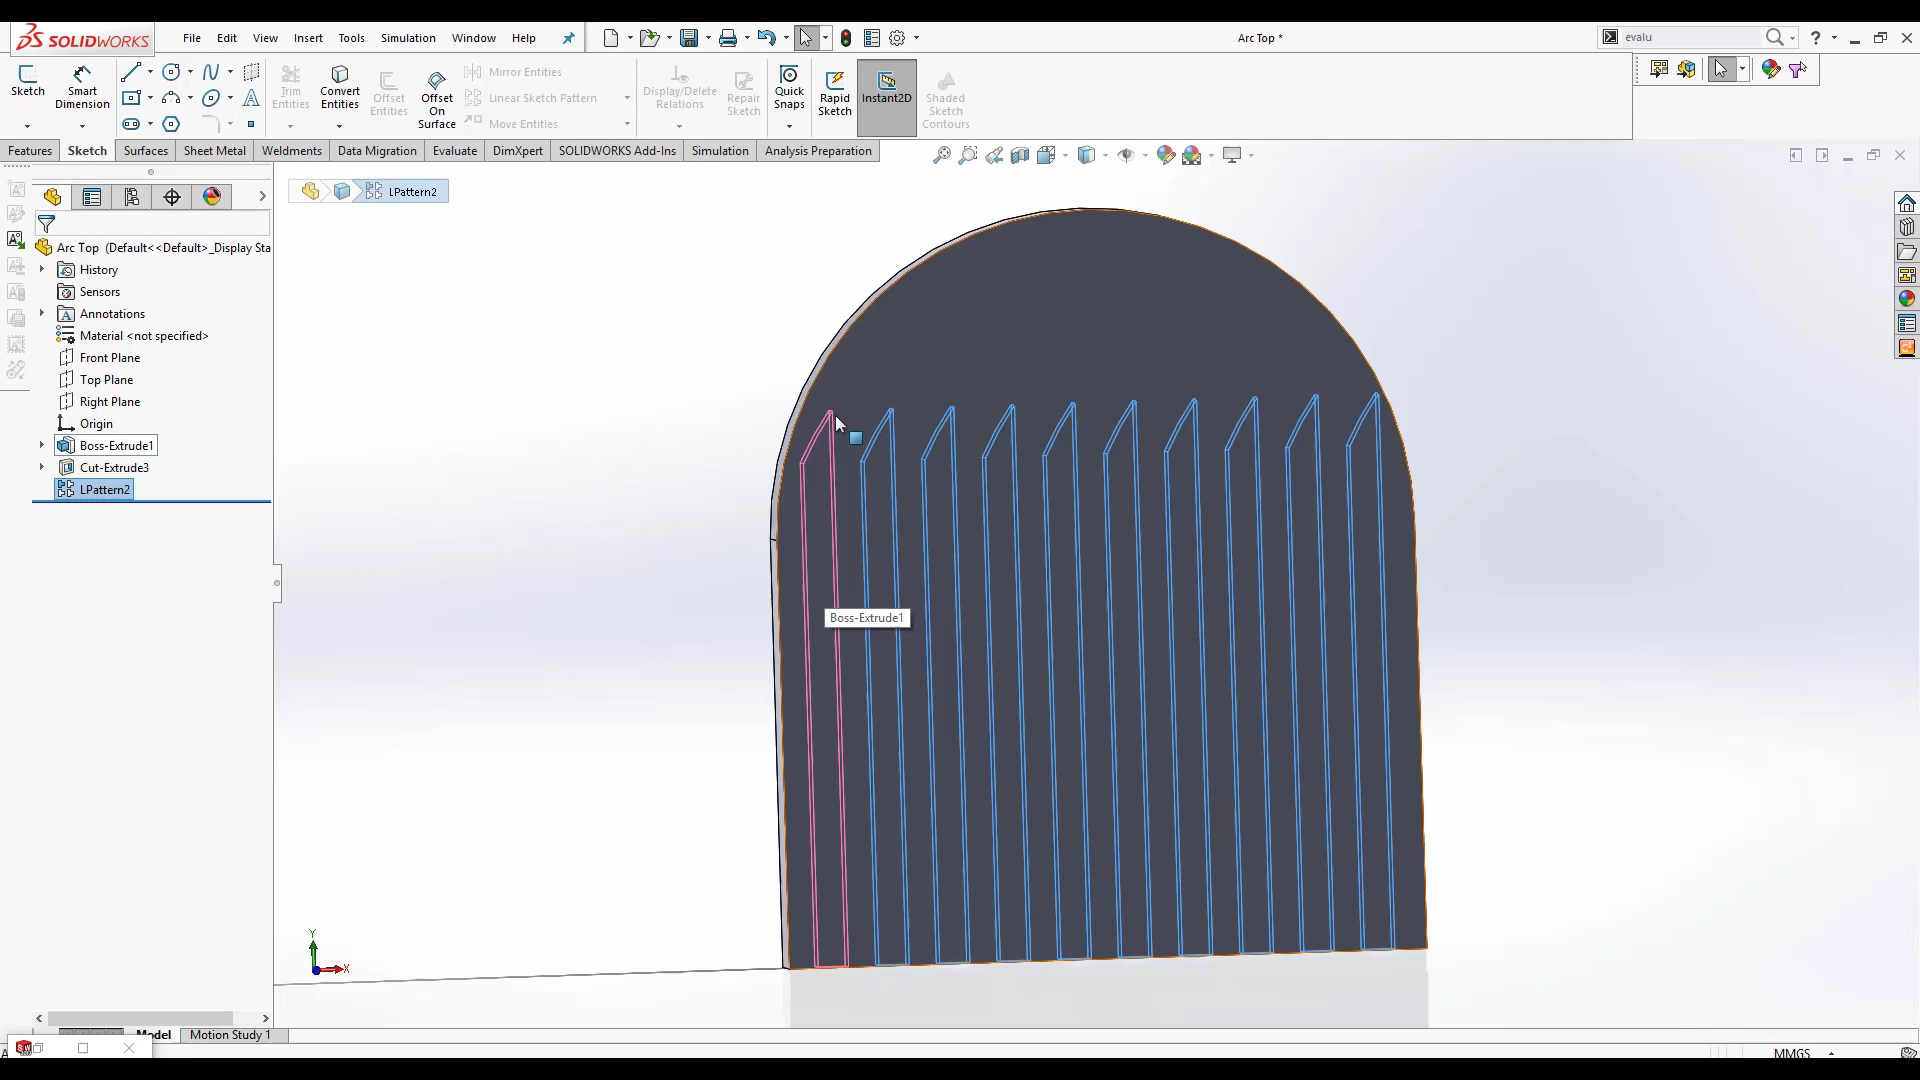 SOLIDWORKS File Edit View Insert Tools Simulation Window Help Arc Top * evalu
Sketch Smart Dimension Trim Entities Convert Entities Offset Entities Offset On Surface Mirror Entities Linear Sketch Pattern Move Entities Display/Delete Relations Repair Sketch Quick Snaps Rapid Sketch Instant2D Shaded Sketch Contours
Features Sketch Surfaces Sheet Metal Weldments Data Migration Evaluate DimXpert SOLIDWORKS Add-Ins Simulation Analysis Preparation
LPattern2
Arc Top (Default<<Default>_Display Sta
History
Sensors
Annotations
Material <not specified>
Front Plane
Top Plane
Right Plane
Origin
Boss-Extrude1
Cut-Extrude3
LPattern2
Boss-Extrude1
Y
X
Model Motion Study 1
MMGS